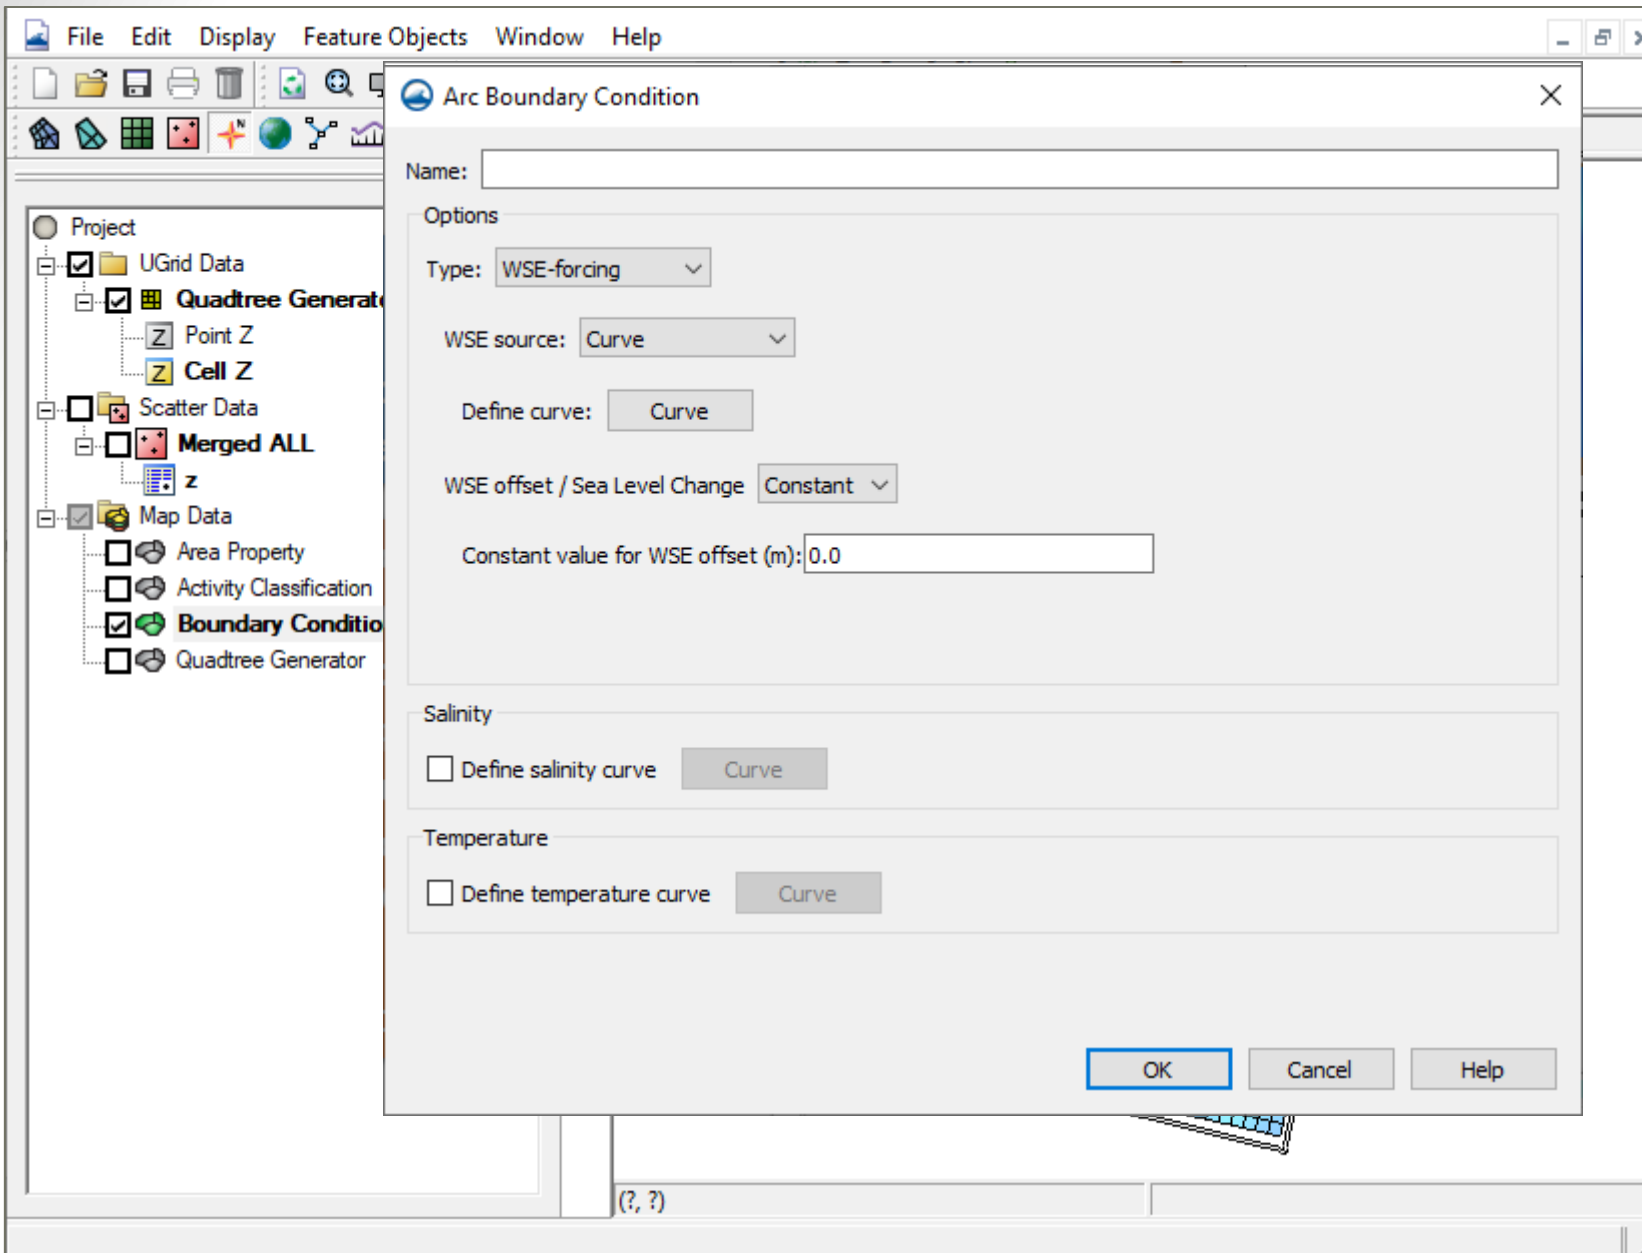 File Edit Display Feature Objects Window Help
Arc Boundary Condition
Name:
Options
Type: WSE-forcing
WSE source: Curve
Define curve: Curve
WSE offset / Sea Level Change Constant
Constant value for WSE offset (m): 0.0
Salinity
Define salinity curve Curve
Temperature
Define temperature curve Curve
OK Cancel Help
Project
UGrid Data
Quadtree Generato
Z Point Z
Z Cell Z
Scatter Data
Merged ALL
z
Map Data
Area Property
Activity Classification
Boundary Conditio
Quadtree Generator
(?, ?)